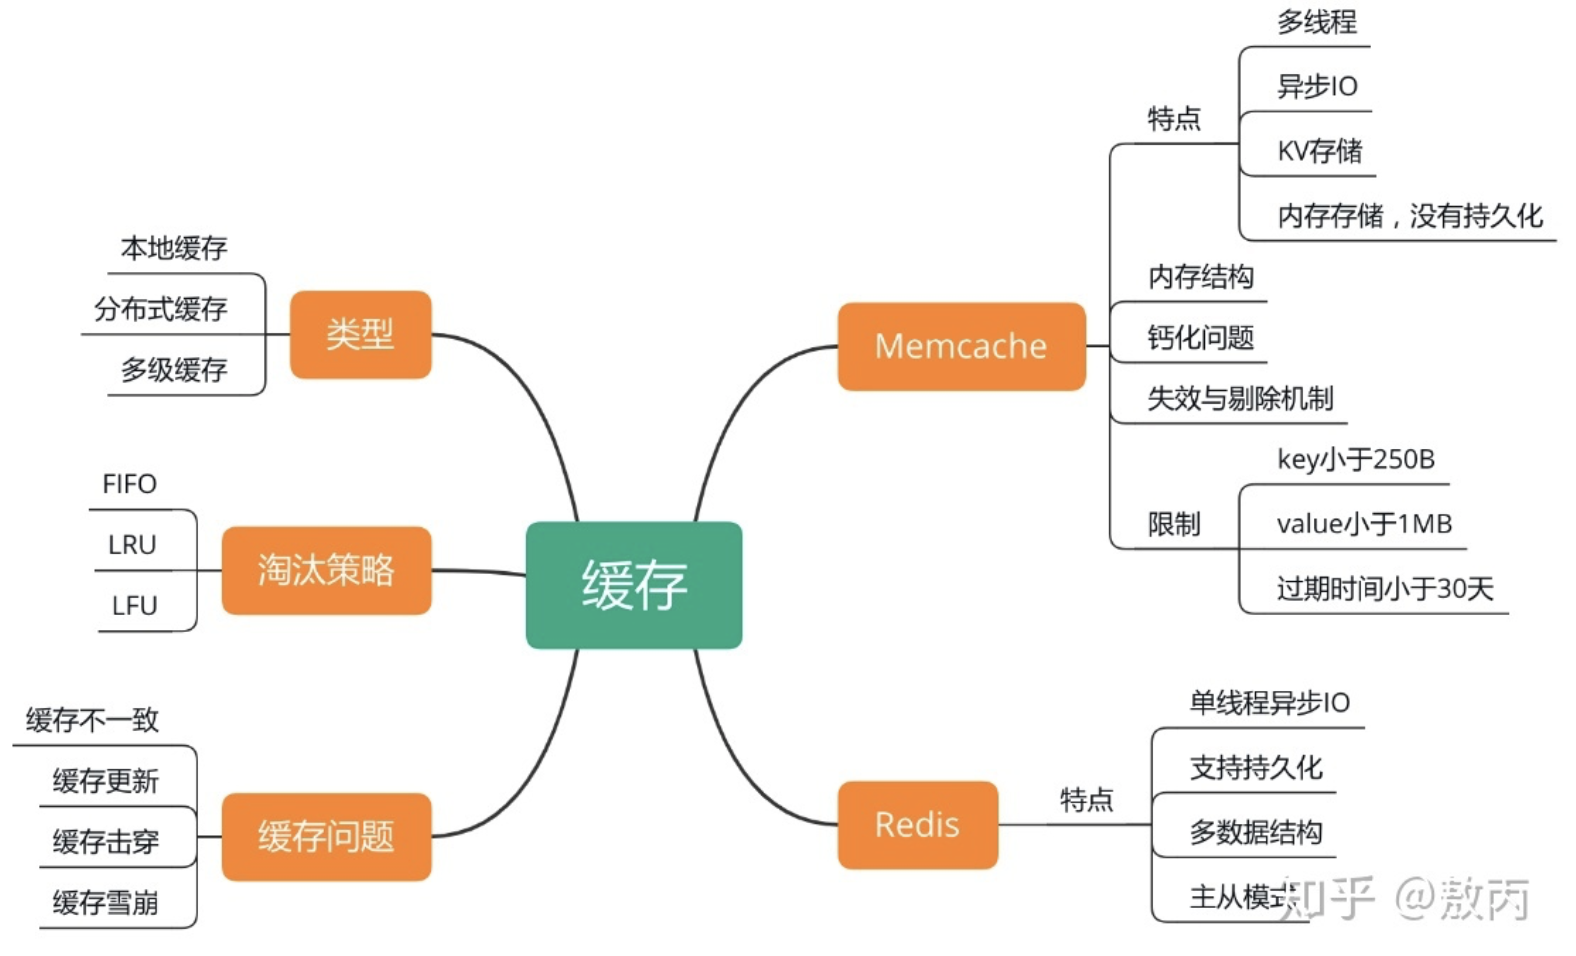 缓存
类型
本地缓存
分布式缓存
多级缓存
淘汰策略
FIFO
LRU
LFU
缓存问题
缓存不一致
缓存更新
缓存击穿
缓存雪崩
Memcache
特点
多线程
异步IO
KV存储
内存存储，没有持久化
内存结构
钙化问题
失效与剔除机制
限制
key小于250B
value小于1MB
过期时间小于30天
Redis
特点
单线程异步IO
支持持久化
多数据结构
主从模式
知乎 @敖丙